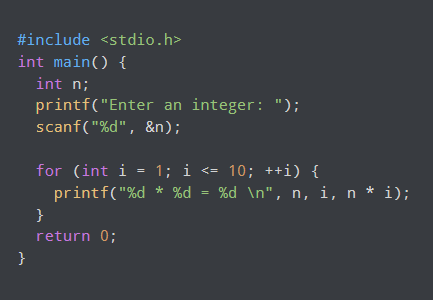 #include <stdio.h>
int main() {
  int n;
  printf("Enter an integer: ");
  scanf("%d", &n);

  for (int i = 1; i <= 10; ++i) {
    printf("%d * %d = %d \n", n, i, n * i);
  }
  return 0;
}